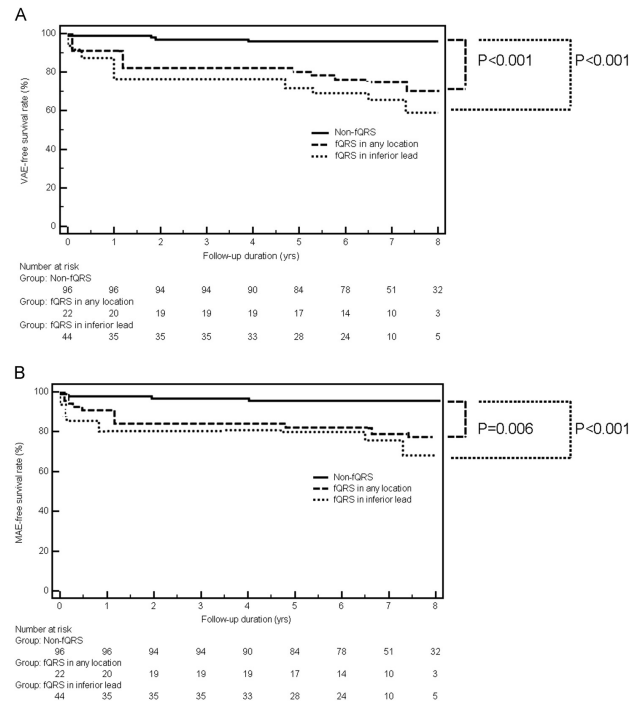 A
VAE-free survival rate (%)
100
80
60
40
20
0
Non-fQRS
fQRS in any location
fQRS in inferior lead
P<0.001
P<0.001
0 1 2 3 4 5 6 7 8
Follow-up duration (yrs)
Number at risk
Group: Non-fQRS
96 96 94 94 90 84 78 51 32
Group: fQRS in any location
22 20 19 19 19 17 14 10 3
Group: fQRS in inferior lead
44 35 35 35 33 28 24 10 5
B
MAE-free survival rate (%)
100
80
60
40
20
0
Non-fQRS
fQRS in any location
fQRS in inferior lead
P=0.006
P<0.001
0 1 2 3 4 5 6 7 8
Follow-up duration (yrs)
Number at risk
Group: Non-fQRS
96 96 94 94 90 84 78 51 32
Group: fQRS in any location
22 20 19 19 19 17 14 10 3
Group: fQRS in inferior lead
44 35 35 35 33 28 24 10 5